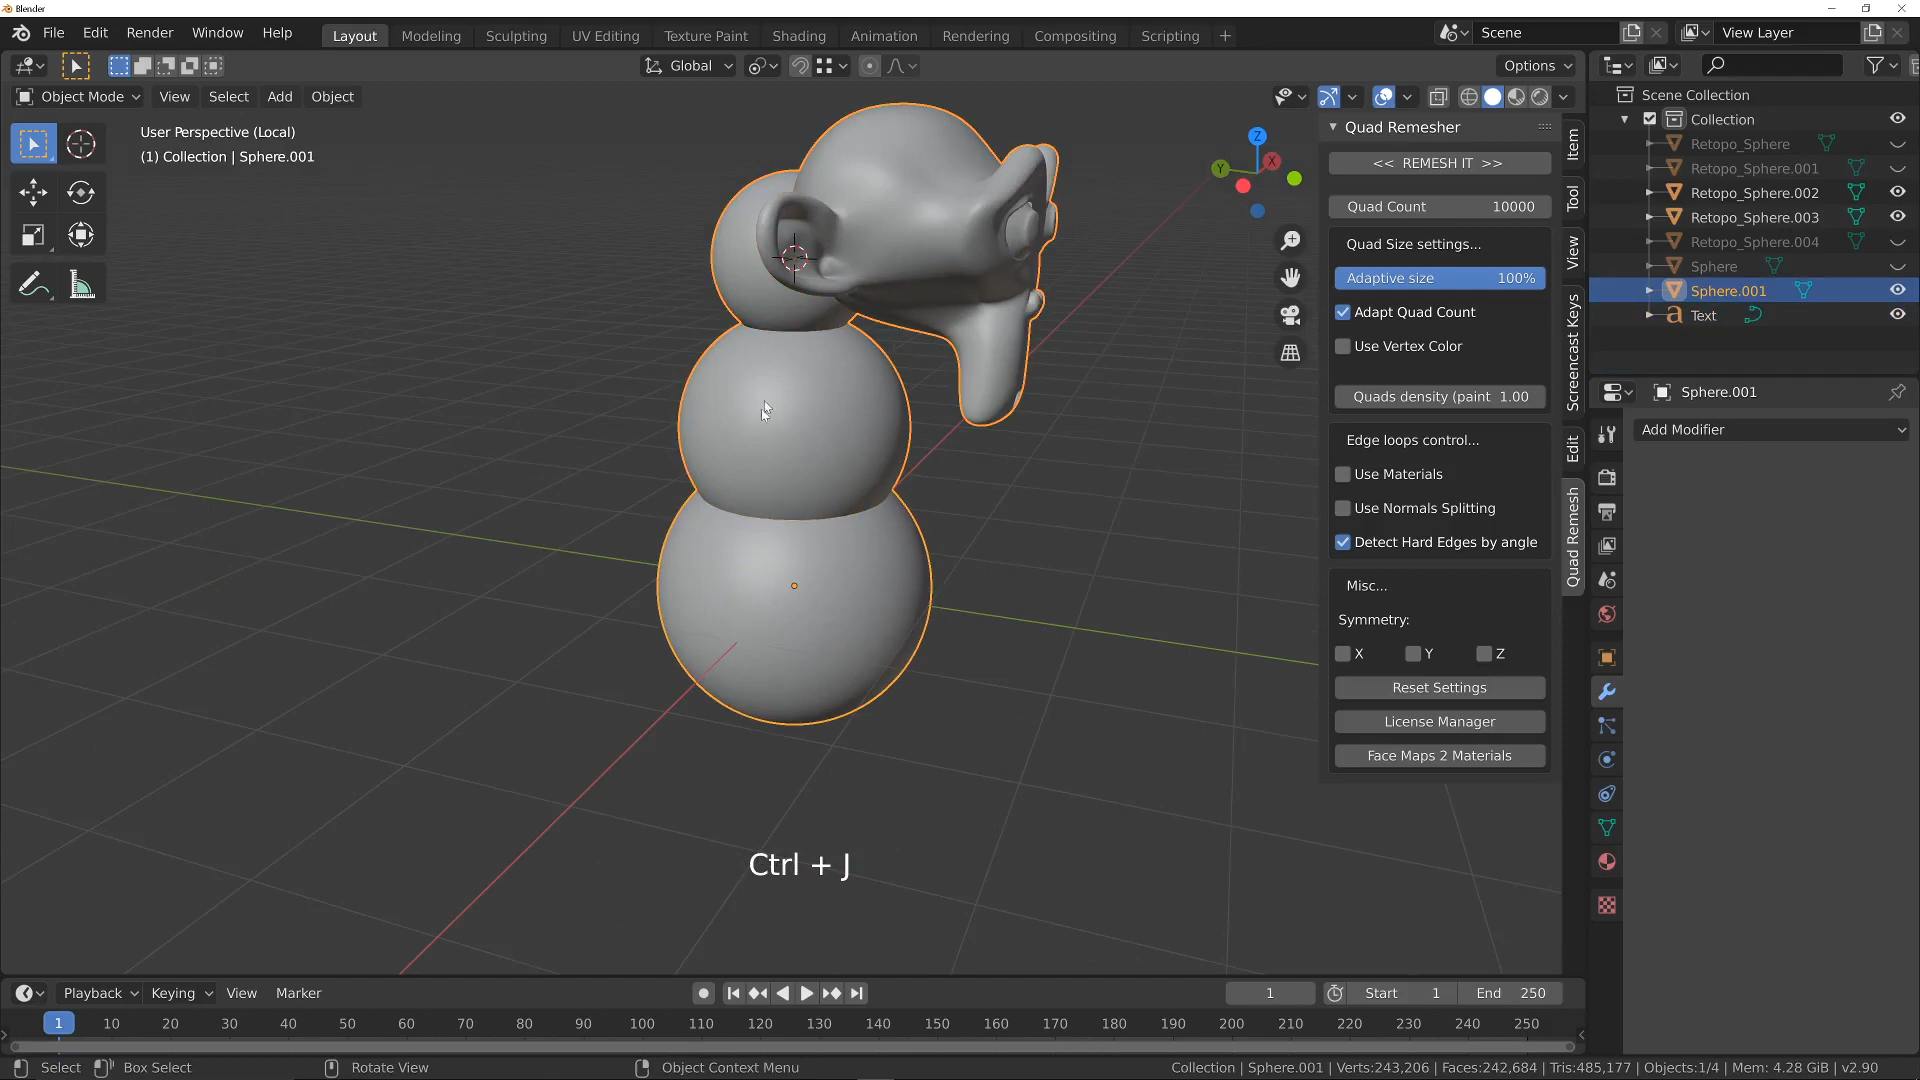 Blender
File Edit Render Window Help
Layout Modeling Sculpting UV Editing Texture Paint Shading Animation Rendering Compositing Scripting +
Scene
View Layer
Global
Options
Object Mode View Select Add Object
User Perspective (Local)
(1) Collection | Sphere.001
Z
Y
X
Quad Remesher
<< REMESH IT >>
Quad Count 10000
Quad Size settings...
Adaptive size 100%
Adapt Quad Count
Use Vertex Color
Quads density (paint 1.00
Edge loops control...
Use Materials
Use Normals Splitting
Detect Hard Edges by angle
Misc...
Symmetry:
X Y Z
Reset Settings
License Manager
Face Maps 2 Materials
Item
Tool
View
Screencast Keys
Edit
Quad Remesh
Scene Collection
Collection
Retopo_Sphere
Retopo_Sphere.001
Retopo_Sphere.002
Retopo_Sphere.003
Retopo_Sphere.004
Sphere
Sphere.001
Text
Sphere.001
Add Modifier
Ctrl + J
Playback Keying View Marker
1
Start 1
End 250
1 10 20 30 40 50 60 70 80 90 100 110 120 130 140 150 160 170 180 190 200 210 220 230 240 250
Select Box Select Rotate View Object Context Menu
Collection | Sphere.001 | Verts:243,206 | Faces:242,684 | Tris:485,177 | Objects:1/4 | Mem: 4.28 GiB | v2.90